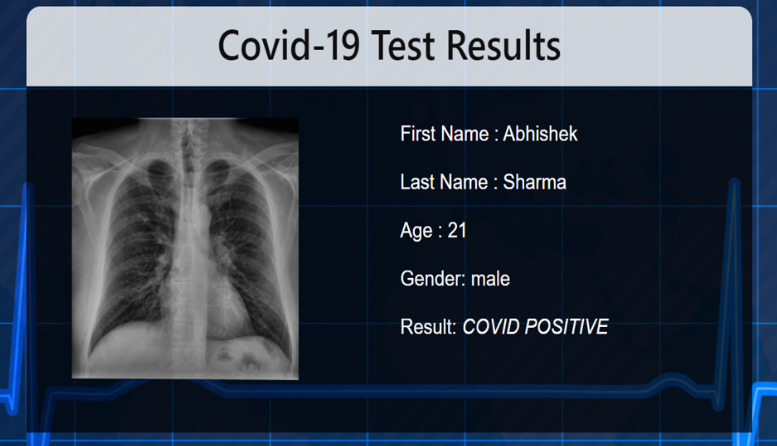 Covid-19 Test Results
First Name : Abhishek
Last Name : Sharma
Age : 21
Gender: male
Result: COVID POSITIVE